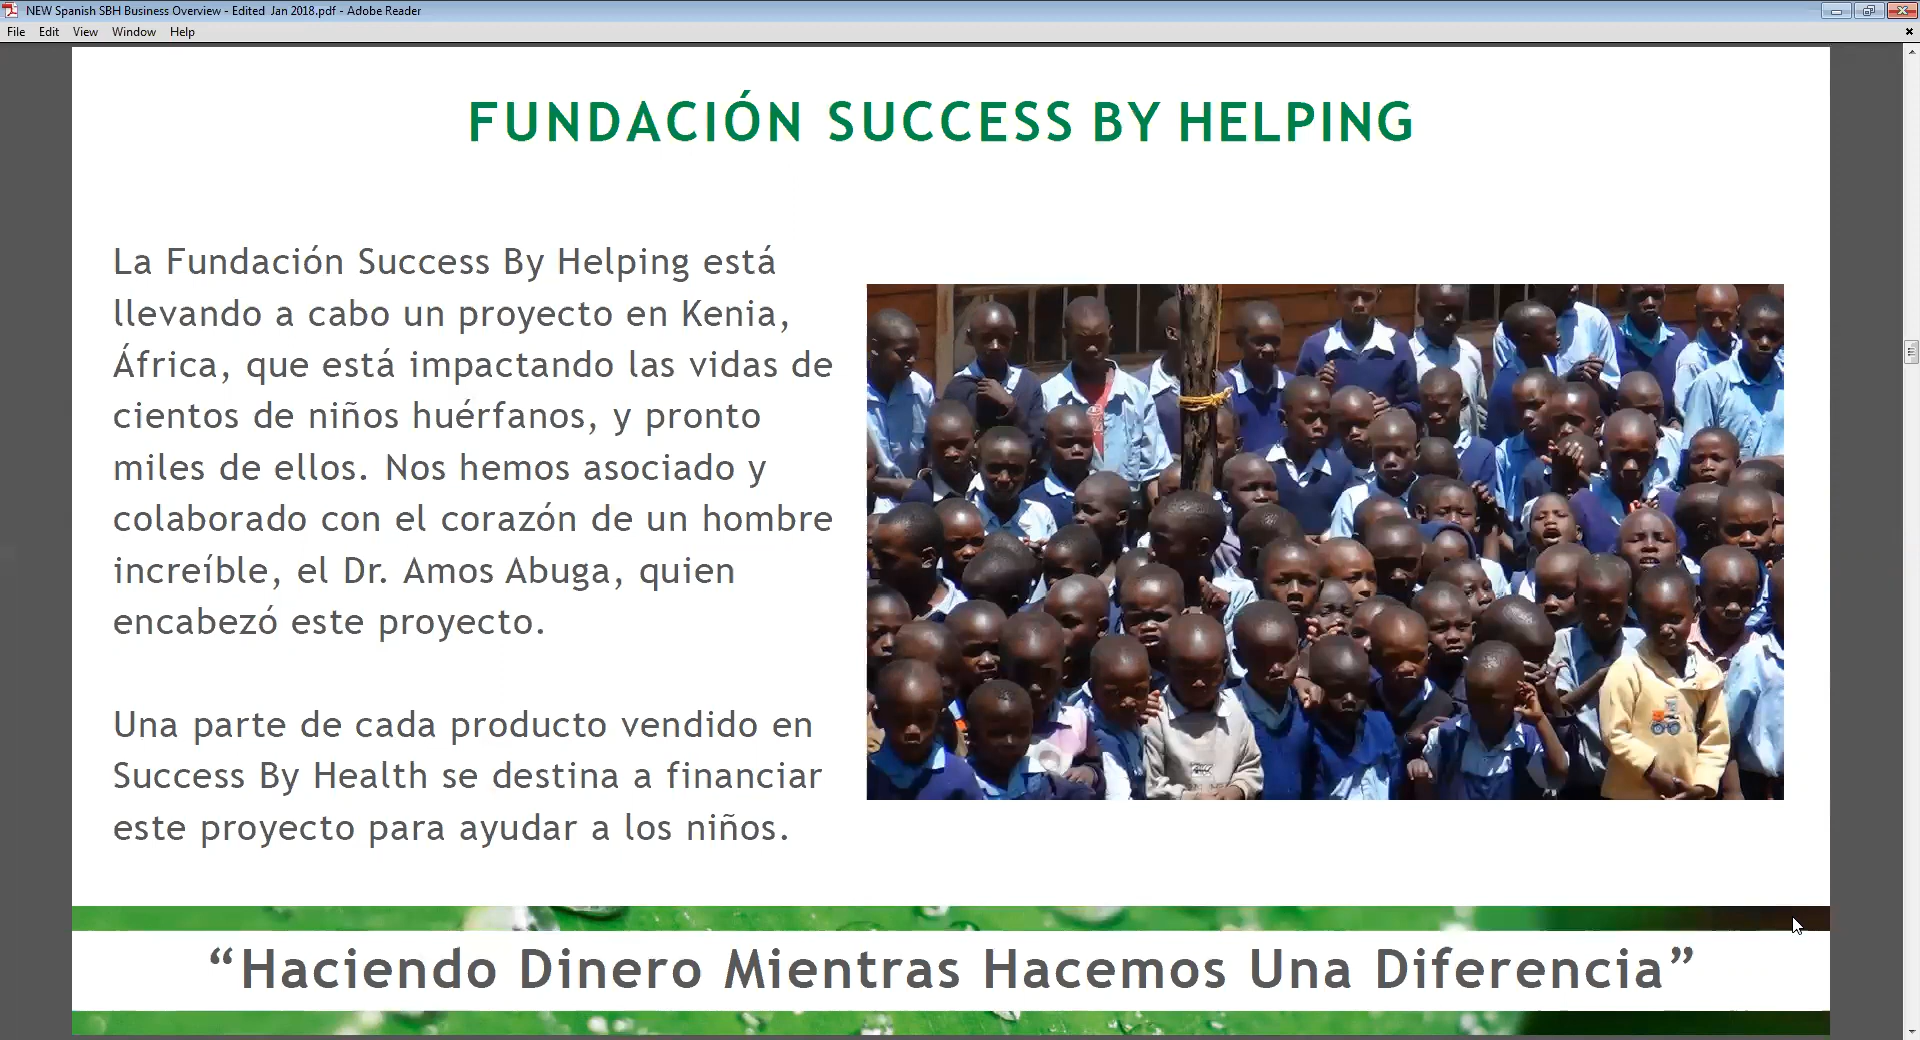 NEW Spanish SBH Business Overview - Edited  Jan 2018.pdf - Adobe Reader
File Edit View Window Help
FUNDACIÓN SUCCESS BY HELPING
La Fundación Success By Helping está
llevando a cabo un proyecto en Kenia,
África, que está impactando las vidas de
cientos de niños huérfanos, y pronto
miles de ellos. Nos hemos asociado y
colaborado con el corazón de un hombre
increíble, el Dr. Amos Abuga, quien
encabezó este proyecto.
Una parte de cada producto vendido en
Success By Health se destina a financiar
este proyecto para ayudar a los niños.
“Haciendo Dinero Mientras Hacemos Una Diferencia”